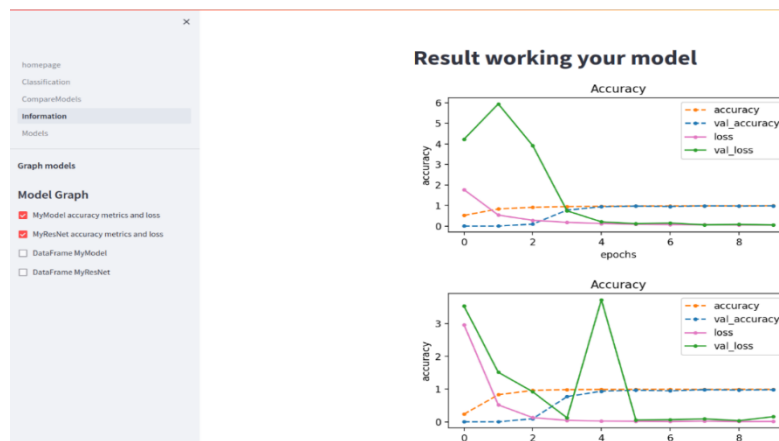 ×
homepage
Classification
CompareModels
Information
Models
Graph models
Model Graph
MyModel accuracy metrics and loss
MyResNet accuracy metrics and loss
DataFrame MyModel
DataFrame MyResNet
Result working your model
Accuracy
accuracy
6
5
4
3
2
1
0
accuracy
val_accuracy
loss
val_loss
0 2 4 6 8
epochs
Accuracy
accuracy
3
2
1
0
accuracy
val_accuracy
loss
val_loss
0 2 4 6 8